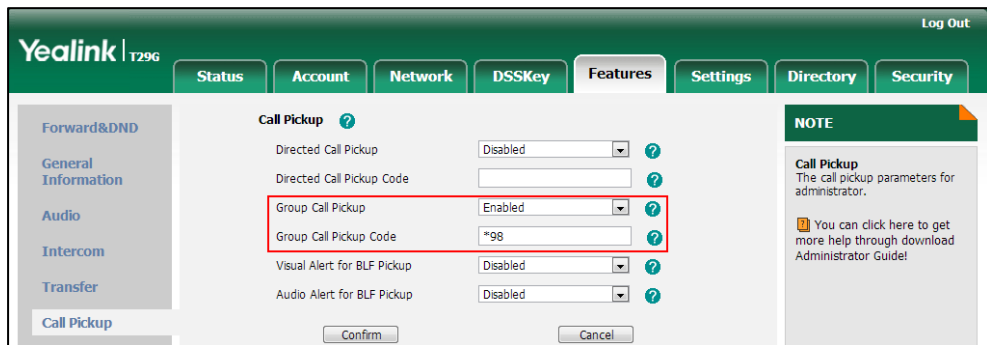 Log Out
Yealink T29G
Status Account Network DSSKey Features Settings Directory Security
Forward&DND
General
Information
Audio
Intercom
Transfer
Call Pickup
Call Pickup ?
Directed Call Pickup Disabled ?
Directed Call Pickup Code ?
Group Call Pickup Enabled ?
Group Call Pickup Code *98 ?
Visual Alert for BLF Pickup Disabled ?
Audio Alert for BLF Pickup Disabled ?
Confirm Cancel
NOTE
Call Pickup
The call pickup parameters for
administrator.
? You can click here to get
more help through download
Administrator Guide!